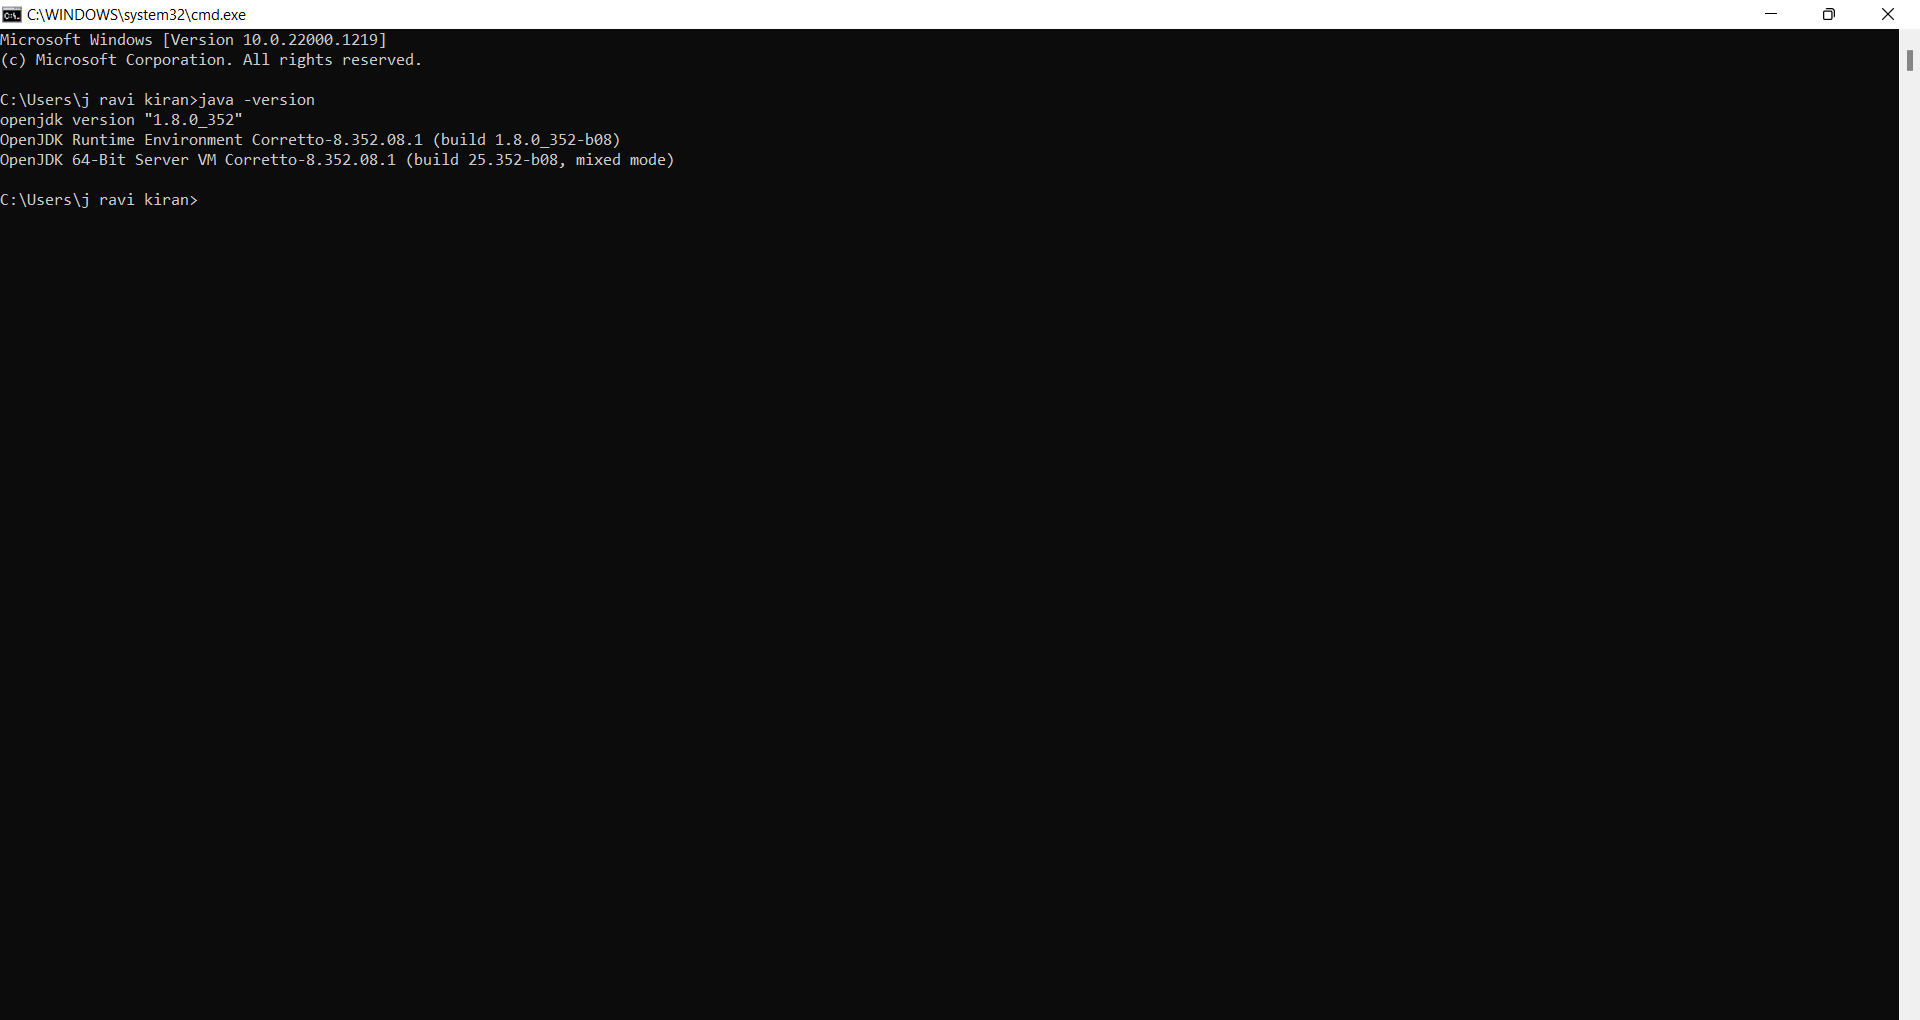 C:\WINDOWS\system32\cmd.exe
Microsoft Windows [Version 10.0.22000.1219]
(c) Microsoft Corporation. All rights reserved.
C:\Users\j ravi kiran>java -version
openjdk version "1.8.0_352"
OpenJDK Runtime Environment Corretto-8.352.08.1 (build 1.8.0_352-b08)
OpenJDK 64-Bit Server VM Corretto-8.352.08.1 (build 25.352-b08, mixed mode)
C:\Users\j ravi kiran>